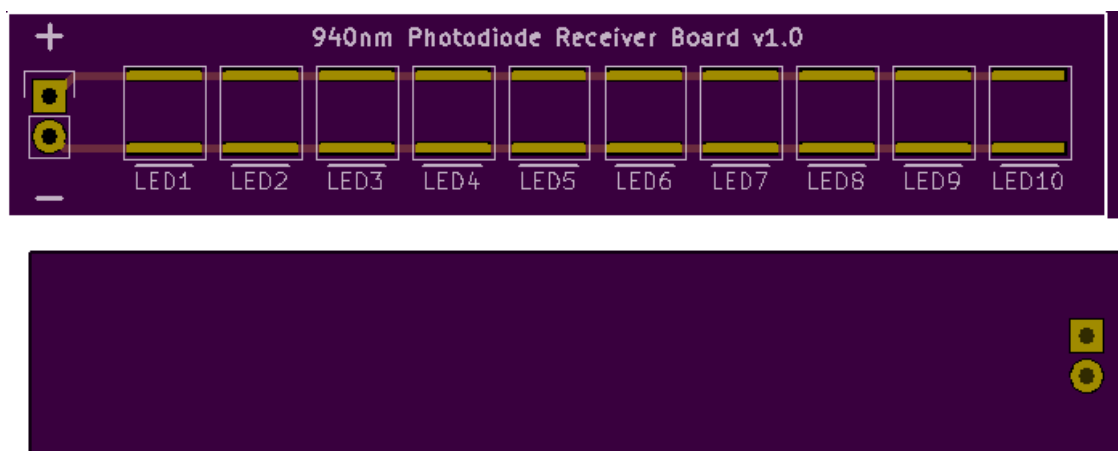 + 940nm Photodiode Receiver Board v1.0
LED1 LED2 LED3 LED4 LED5 LED6 LED7 LED8 LED9 LED10
−